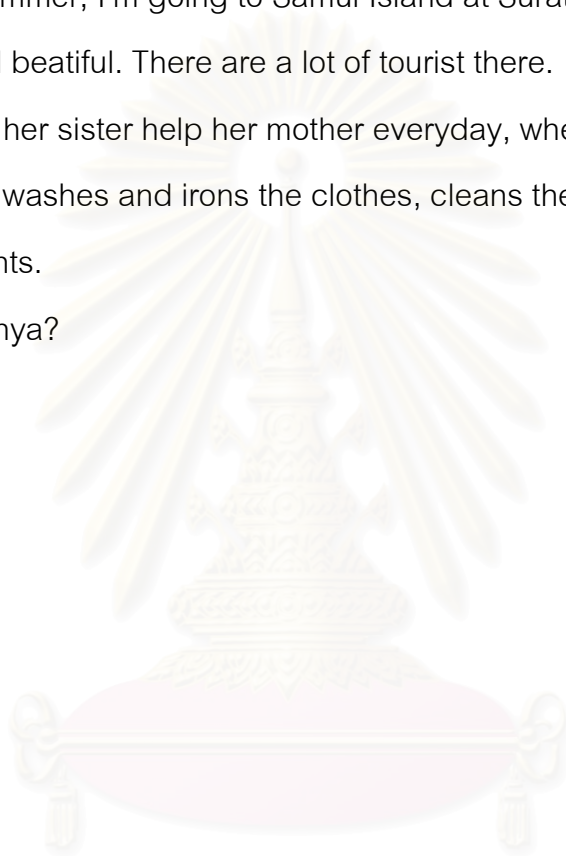 mmer, I'm going to Samui Island at Surat
beatiful. There are a lot of tourist there.
her sister help her mother everyday, whe
washes and irons the clothes, cleans the
nts.
nya?